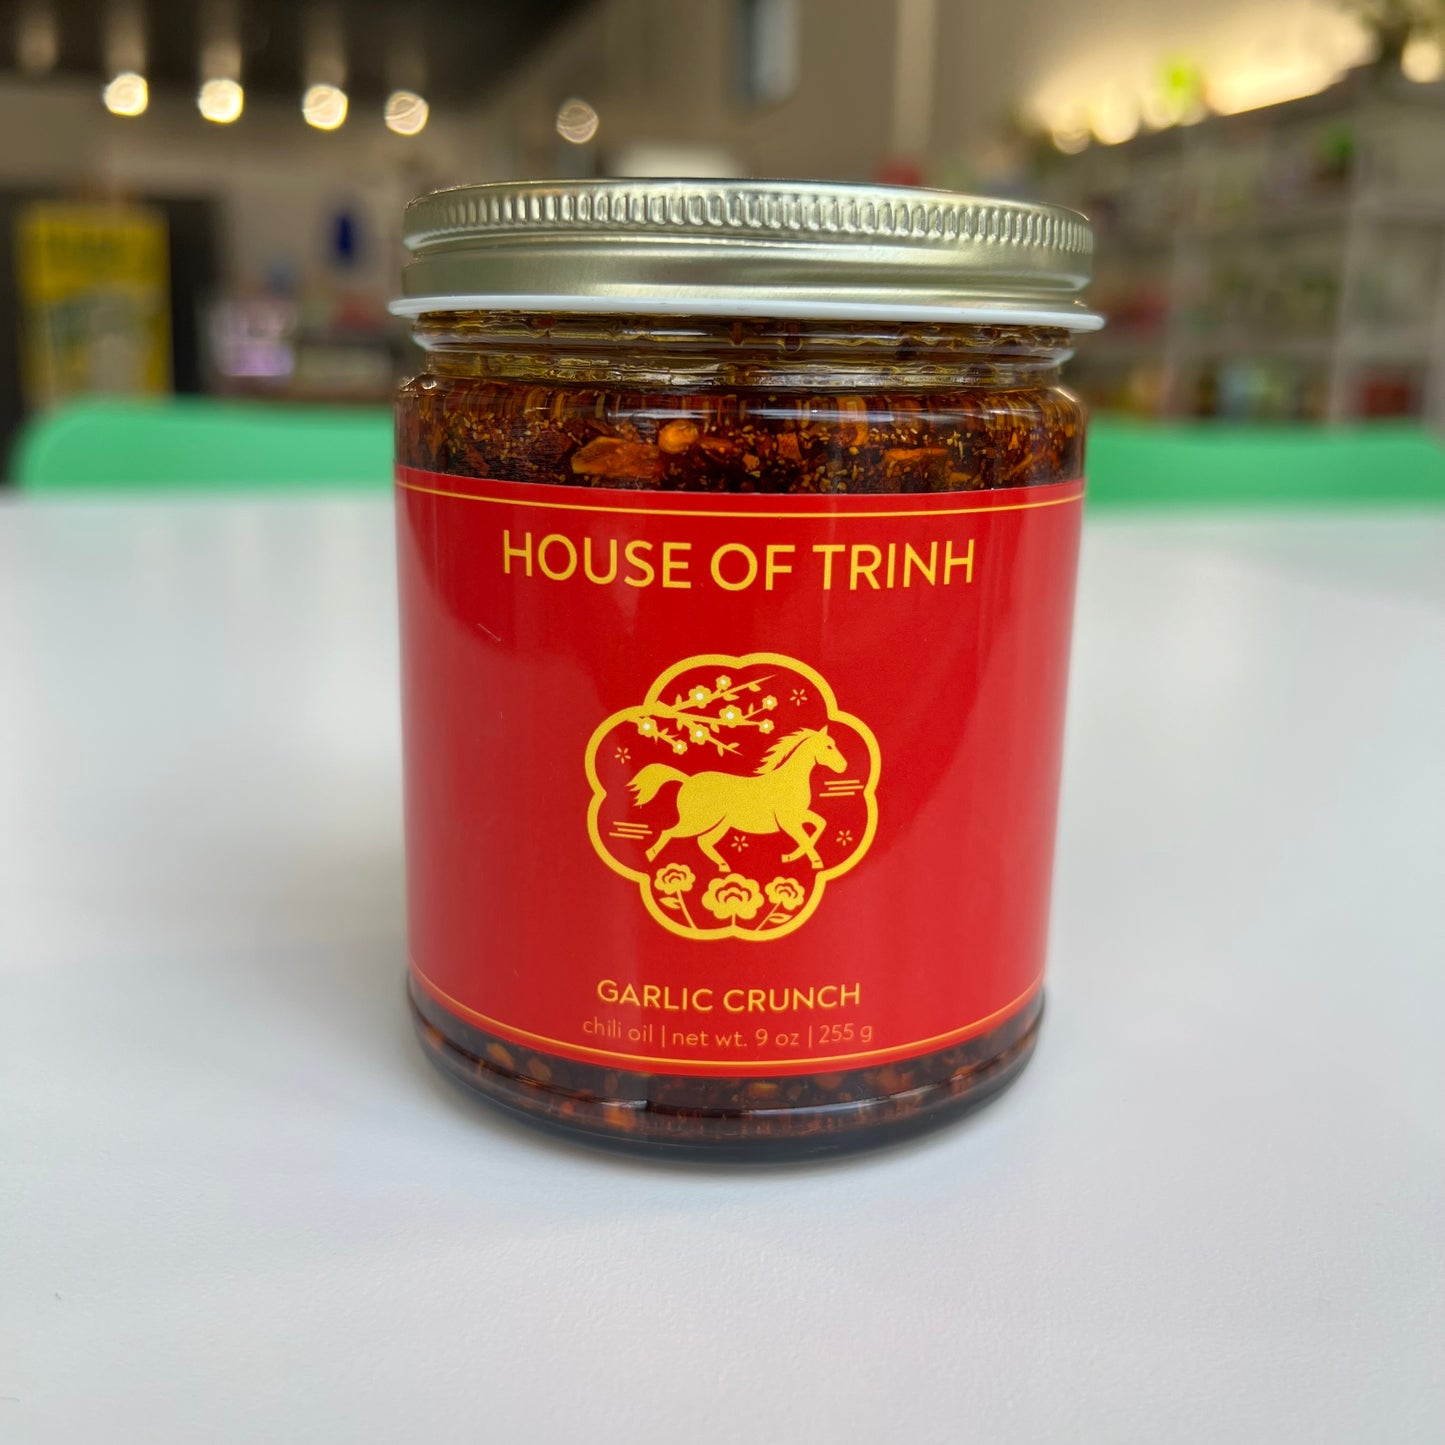 HOUSE OF TRINH
GARLIC CRUNCH
chili oil | net wt. 9 oz | 255 g